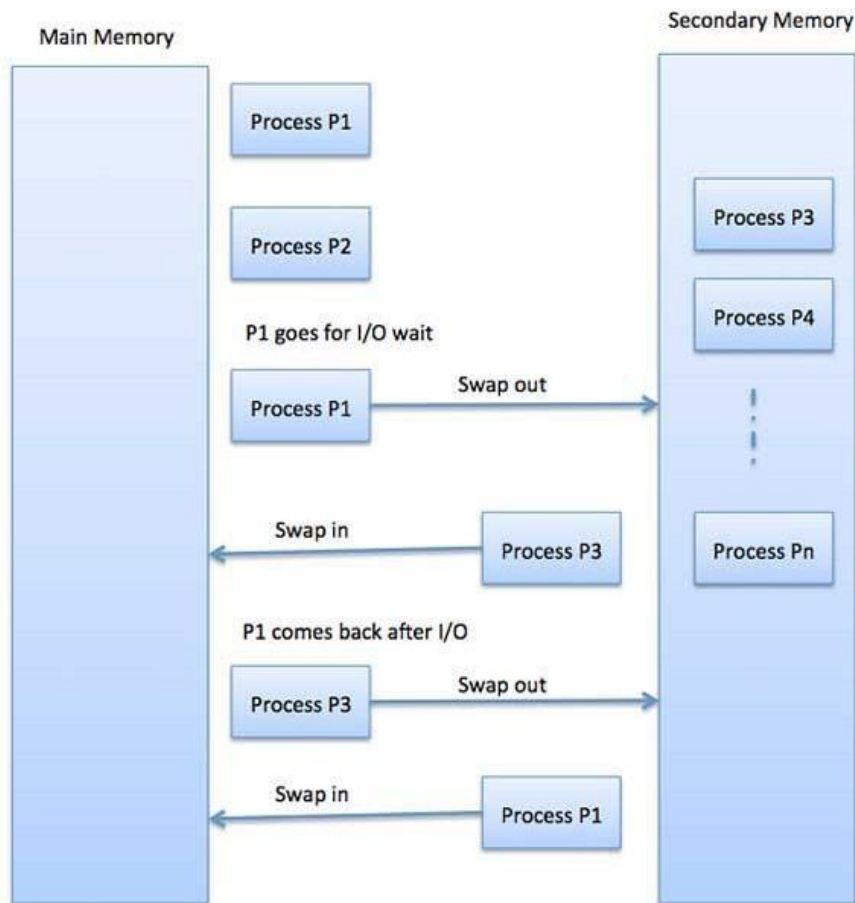 Main Memory
Secondary Memory
Process P1
Process P3
Process P2
Process P4
P1 goes for I/O wait
Process P1
Swap out
Swap in
Process P3
Process Pn
P1 comes back after I/O
Process P3
Swap out
Swap in
Process P1